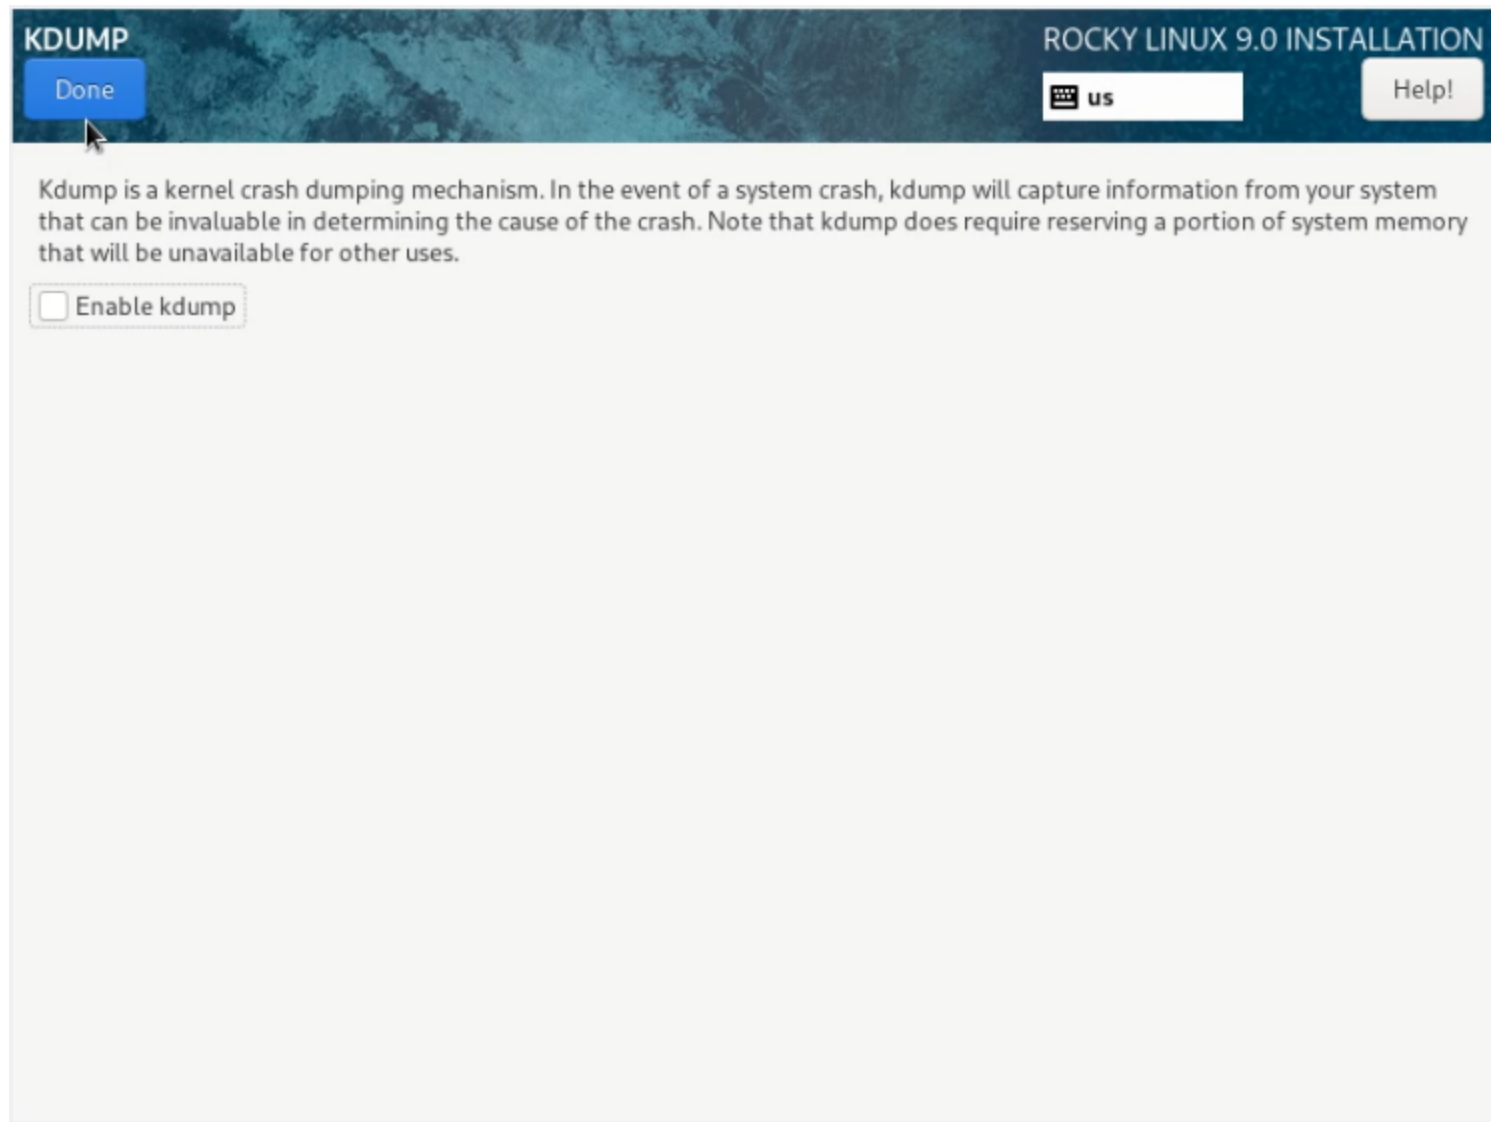 KDUMP
ROCKY LINUX 9.0 INSTALLATION
Done
us
Help!
Kdump is a kernel crash dumping mechanism. In the event of a system crash, kdump will capture information from your system
that can be invaluable in determining the cause of the crash. Note that kdump does require reserving a portion of system memory
that will be unavailable for other uses.
Enable kdump